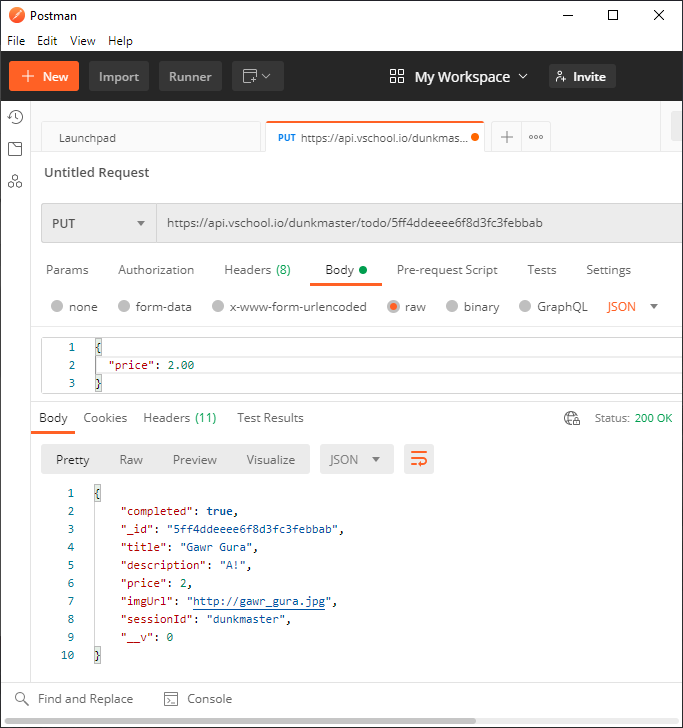 Postman
File Edit View Help
+ New Import Runner My Workspace Invite
Launchpad PUT https://api.vschool.io/dunkmas...
Untitled Request
PUT https://api.vschool.io/dunkmaster/todo/5ff4ddeeee6f8d3fc3febbab
Params Authorization Headers (8) Body Pre-request Script Tests Settings
none form-data x-www-form-urlencoded raw binary GraphQL JSON
1 {
2 "price": 2.00
3 }
Body Cookies Headers (11) Test Results Status: 200 OK
Pretty Raw Preview Visualize JSON
1 {
2 "completed": true,
3 "_id": "5ff4ddeeee6f8d3fc3febbab",
4 "title": "Gawr Gura",
5 "description": "A!",
6 "price": 2,
7 "imgUrl": "http://gawr_gura.jpg",
8 "sessionId": "dunkmaster",
9 "__v": 0
10 }
Find and Replace Console